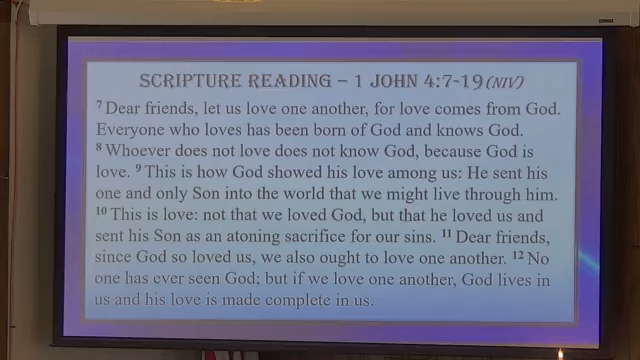 SCRIPTURE READING – 1 JOHN 4:7-19 (NIV)
7 Dear friends, let us love one another, for love comes from God.
Everyone who loves has been born of God and knows God.
8 Whoever does not love does not know God, because God is
love. 9 This is how God showed his love among us: He sent his
one and only Son into the world that we might live through him.
10 This is love: not that we loved God, but that he loved us and
sent his Son as an atoning sacrifice for our sins. 11 Dear friends,
since God so loved us, we also ought to love one another. 12 No
one has ever seen God; but if we love one another, God lives in
us and his love is made complete in us.